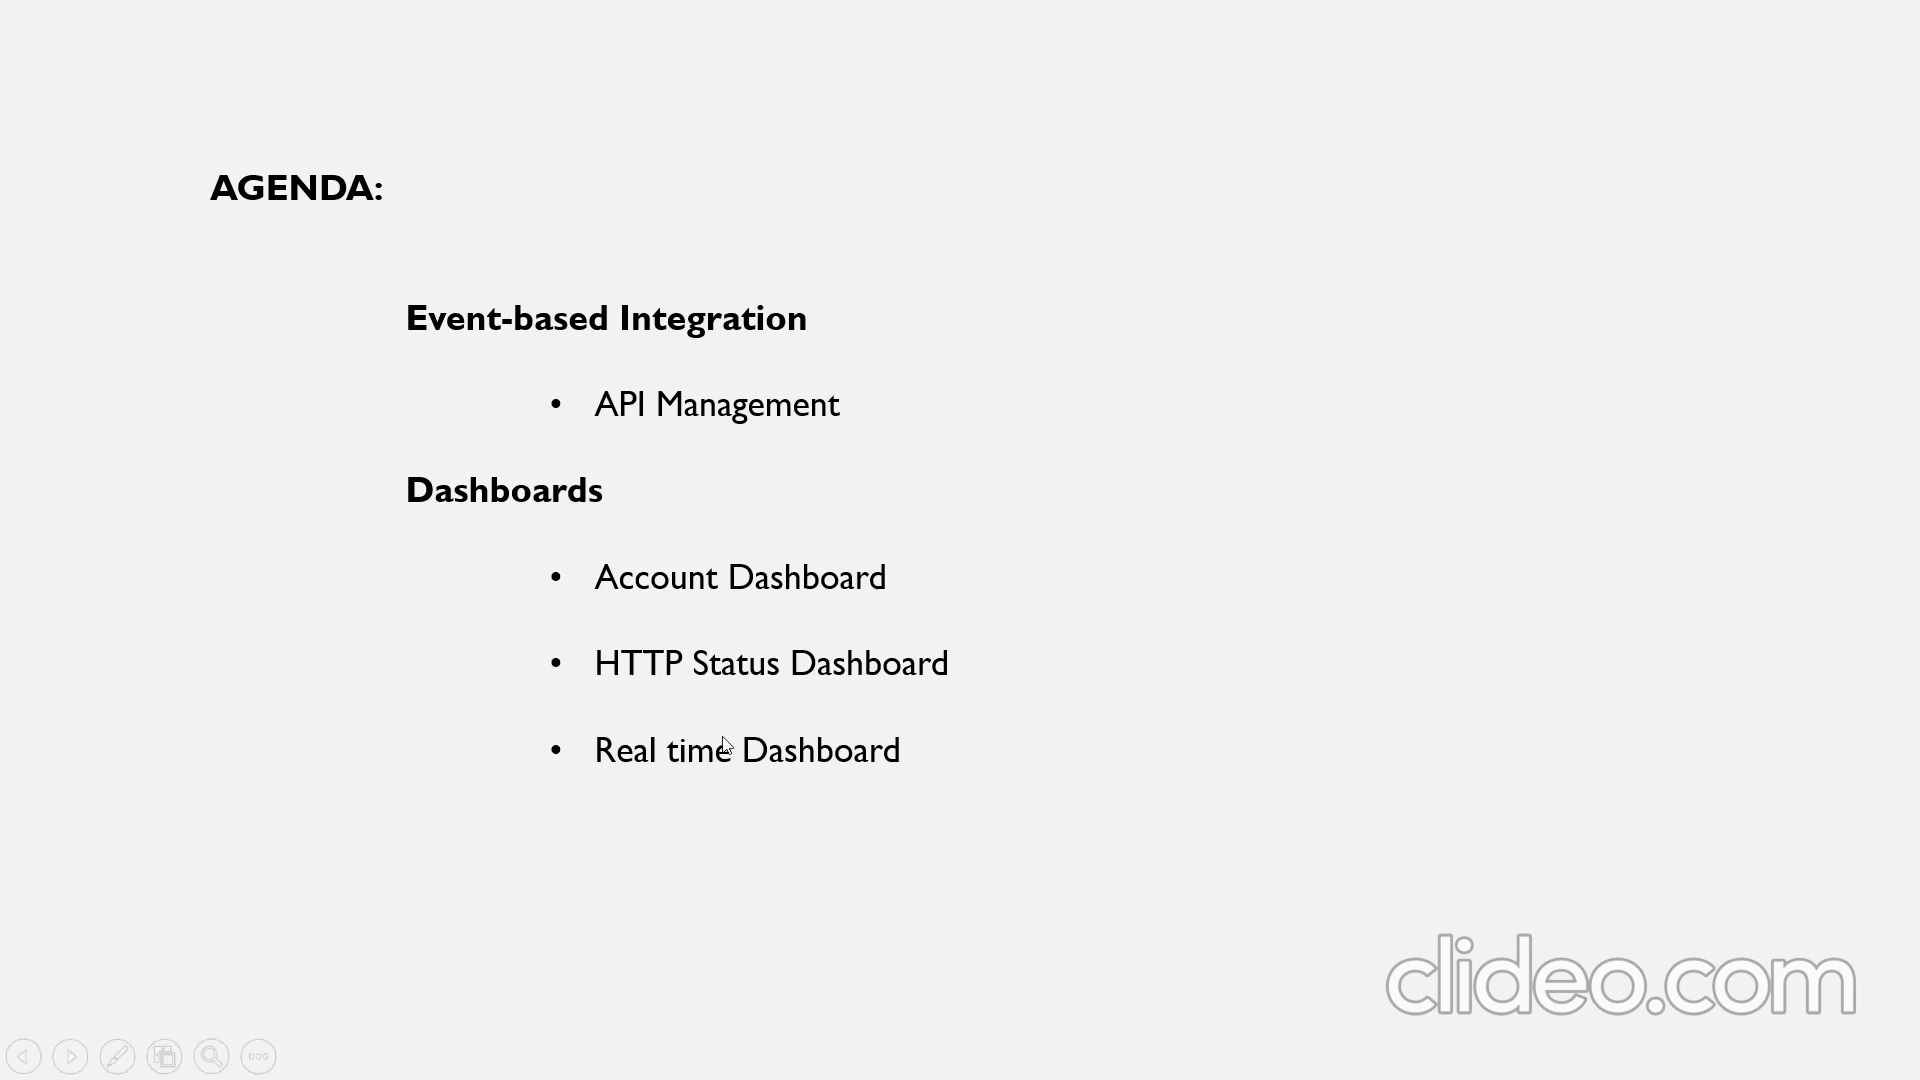 AGENDA:
Event-based Integration
• API Management
Dashboards
• Account Dashboard
• HTTP Status Dashboard
• Real time Dashboard
clideo.com